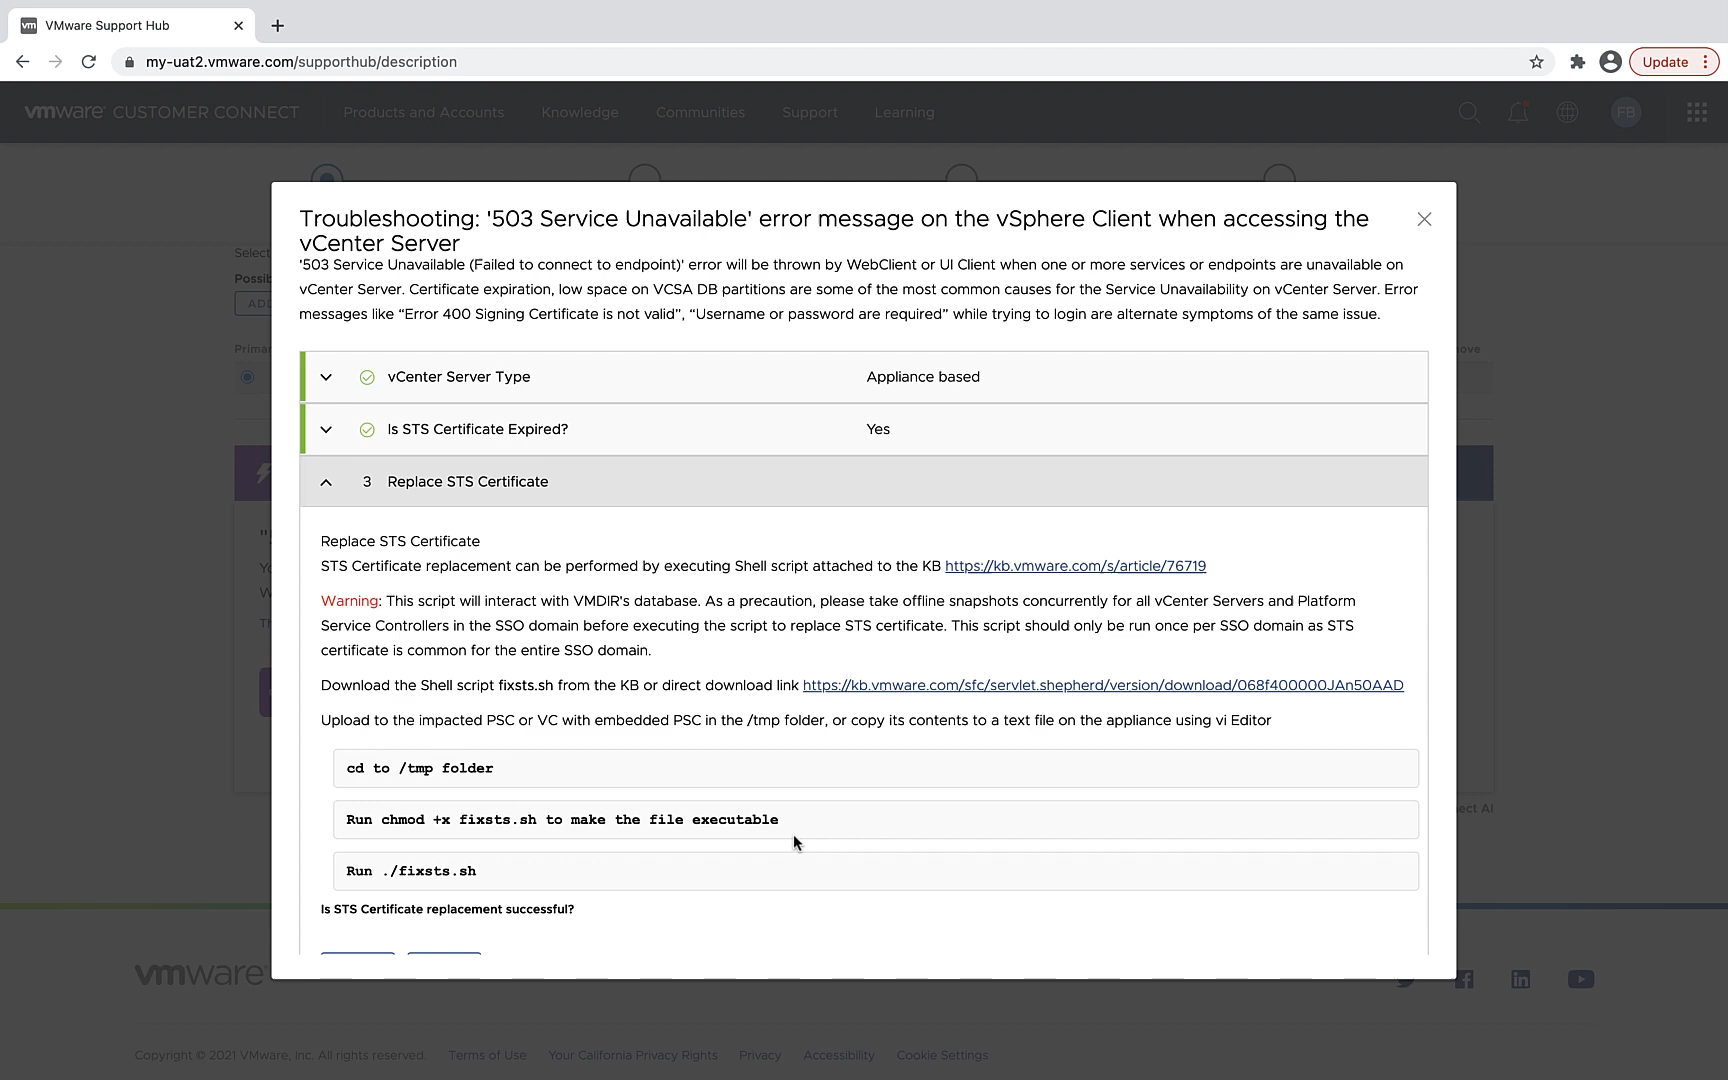 vm VMware Support Hub
my-uat2.vmware.com/supporthub/description
Update
vmware® CUSTOMER CONNECT Products and Accounts Knowledge Communities Support Learning FB
Troubleshooting: '503 Service Unavailable' error message on the vSphere Client when accessing the
vCenter Server
'503 Service Unavailable (Failed to connect to endpoint)' error will be thrown by WebClient or UI Client when one or more services or endpoints are unavailable on
vCenter Server. Certificate expiration, low space on VCSA DB partitions are some of the most common causes for the Service Unavailability on vCenter Server. Error
messages like “Error 400 Signing Certificate is not valid”, “Username or password are required” while trying to login are alternate symptoms of the same issue.
vCenter Server Type Appliance based
Is STS Certificate Expired? Yes
3 Replace STS Certificate
Replace STS Certificate
STS Certificate replacement can be performed by executing Shell script attached to the KB https://kb.vmware.com/s/article/76719
Warning: This script will interact with VMDIR's database. As a precaution, please take offline snapshots concurrently for all vCenter Servers and Platform
Service Controllers in the SSO domain before executing the script to replace STS certificate. This script should only be run once per SSO domain as STS
certificate is common for the entire SSO domain.
Download the Shell script fixsts.sh from the KB or direct download link https://kb.vmware.com/sfc/servlet.shepherd/version/download/068f400000JAn50AAD
Upload to the impacted PSC or VC with embedded PSC in the /tmp folder, or copy its contents to a text file on the appliance using vi Editor
cd to /tmp folder
Run chmod +x fixsts.sh to make the file executable
Run ./fixsts.sh
Is STS Certificate replacement successful?
vmware
Copyright © 2021 VMware, Inc. All rights reserved. Terms of Use Your California Privacy Rights Privacy Accessibility Cookie Settings